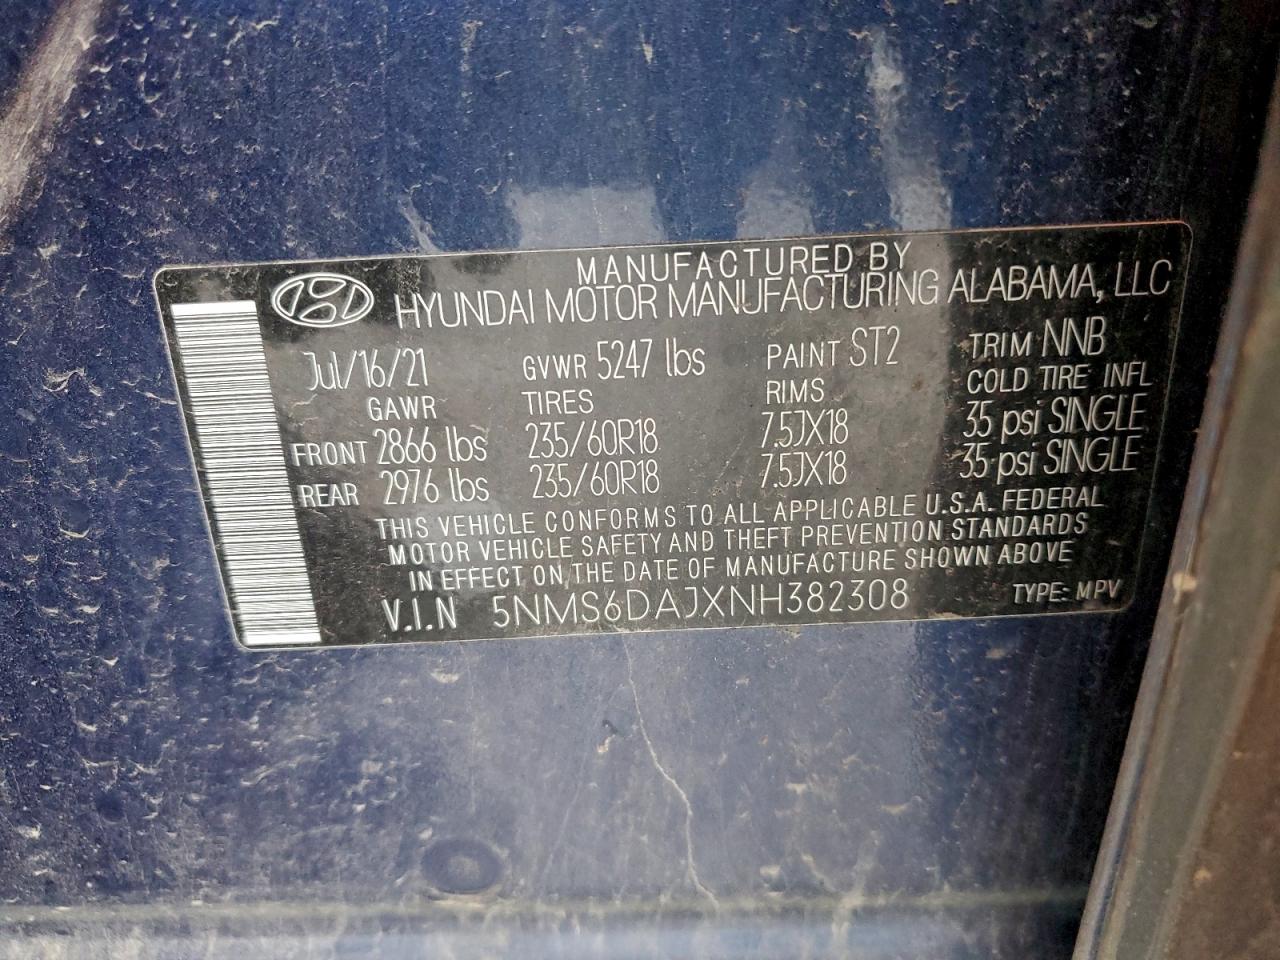 MANUFACTURED BY
HYUNDAI MOTOR MANUFACTURING ALABAMA, LLC
Jul/16/21 GVWR 5247 lbs PAINT ST2 TRIM NNB
GAWR TIRES RIMS COLD TIRE INFL
FRONT 2866 lbs 235/60R18 7.5JX18 35 psi SINGLE
REAR 2976 lbs 235/60R18 7.5JX18 35 psi SINGLE
THIS VEHICLE CONFORMS TO ALL APPLICABLE U.S.A. FEDERAL
MOTOR VEHICLE SAFETY AND THEFT PREVENTION STANDARDS
IN EFFECT ON THE DATE OF MANUFACTURE SHOWN ABOVE
V.I.N 5NMS6DAJXNH382308 TYPE: MPV